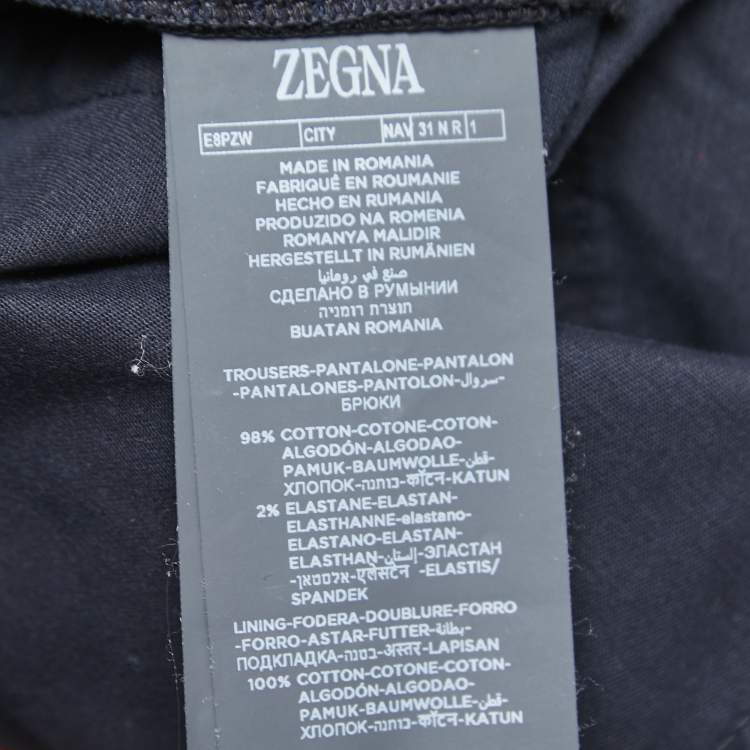 ZEGNA
E8PZW CITY NAV 31 N R 1
MADE IN ROMANIA
FABRIQUÉ EN ROUMANIE
HECHO EN RUMANIA
PRODUZIDO NA ROMENIA
ROMANYA MALIDIR
HERGESTELLT IN RUMÄNIEN
صنع في رومانيا
СДЕЛАНО В РУМЫНИИ
תוצרת רומניה
BUATAN ROMANIA
TROUSERS-PANTALONE-PANTALON
-PANTALONES-PANTOLON-سروال-
БРЮКИ
98% COTTON-COTONE-COTON-
ALGODÓN-ALGODAO-
PAMUK-BAUMWOLLE-قطن-
ХЛОПОК-כותנה-कॉटन-KATUN
2% ELASTANE-ELASTAN-
ELASTHANNE-elastano-
ELASTANO-ELASTAN-
ELASTHAN-إلستان-ЭЛАСТАН
-אלסטאן-एलेस्टेन -ELASTIS/
SPANDEK
LINING-FODERA-DOUBLURE-FORRO
-FORRO-ASTAR-FUTTER-بطانة-
ПОДКЛАДКА-בטנה-अस्तर-LAPISAN
100% COTTON-COTONE-COTON-
ALGODÓN-ALGODAO-
PAMUK-BAUMWOLLE-قطن-
ХЛОПОК-כותנה-कॉटन-KATUN